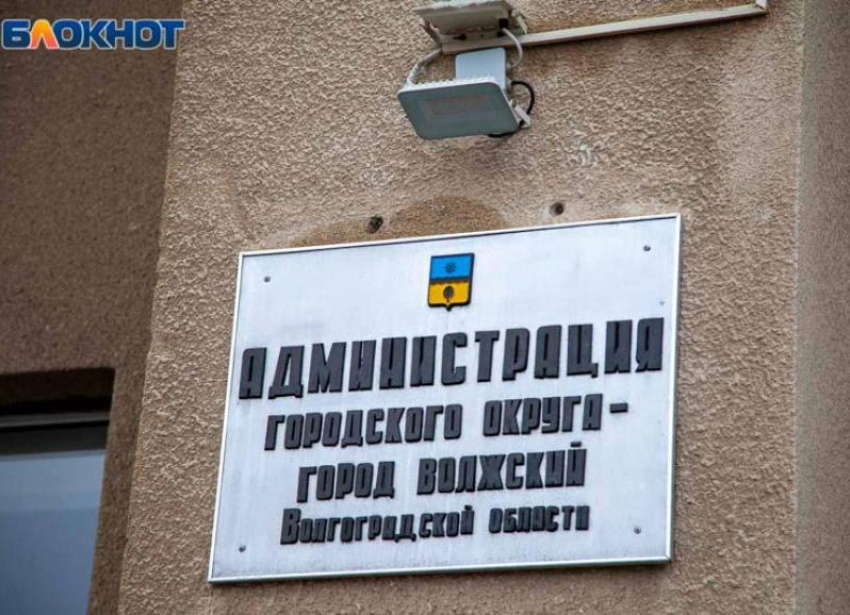 БЛОКНОТ
АДМИНИСТРАЦИЯ
ГОРОДСКОГО ОКРУГА-
ГОРОД ВОЛЖСКИЙ
Волгоградской области